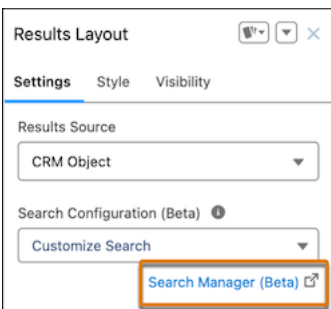 Results Layout
Settings Style Visibility
Results Source
CRM Object
Search Configuration (Beta)
Customize Search
Search Manager (Beta)